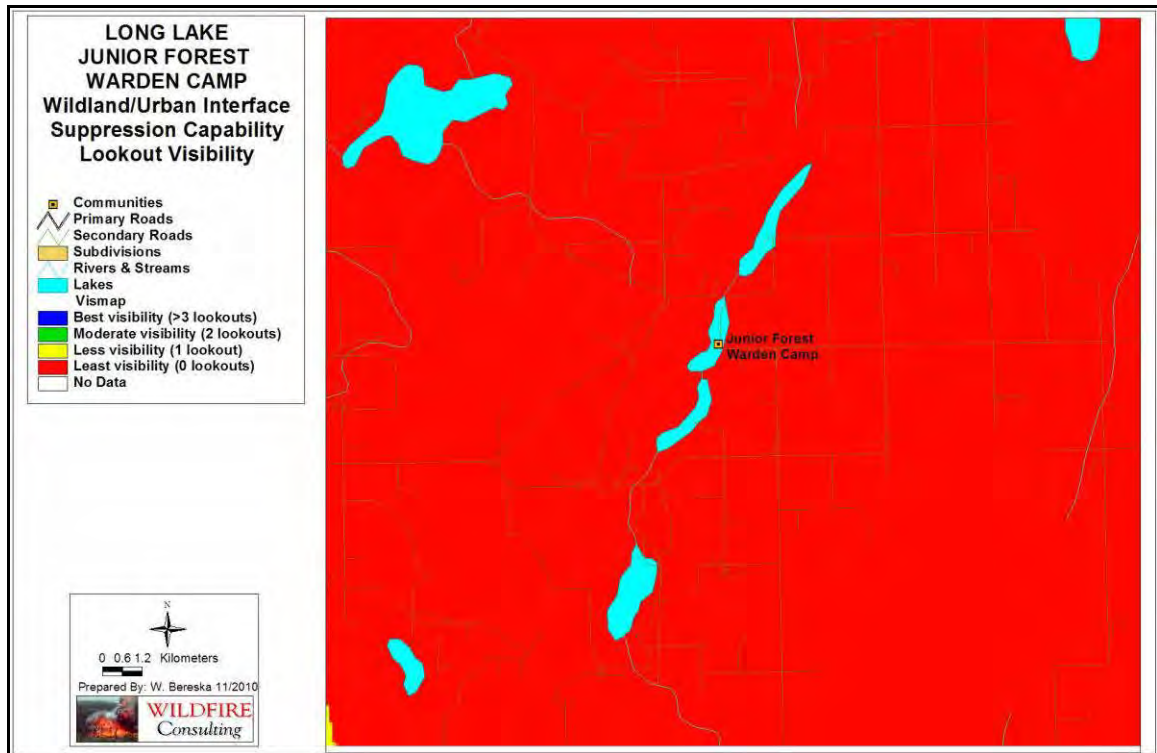 LONG LAKE
JUNIOR FOREST
WARDEN CAMP
Wildland/Urban Interface
Suppression Capability
Lookout Visibility
Communities
Primary Roads
Secondary Roads
Subdivisions
Rivers & Streams
Lakes
Vismap
Best visibility (>3 lookouts)
Moderate visibility (2 lookouts)
Less visibility (1 lookout)
Least visibility (0 lookouts)
No Data
Junior Forest
Warden Camp
N
0 0.6 1.2 Kilometers
Prepared By: W. Bereska 11/2010
WILDFIRE
Consulting